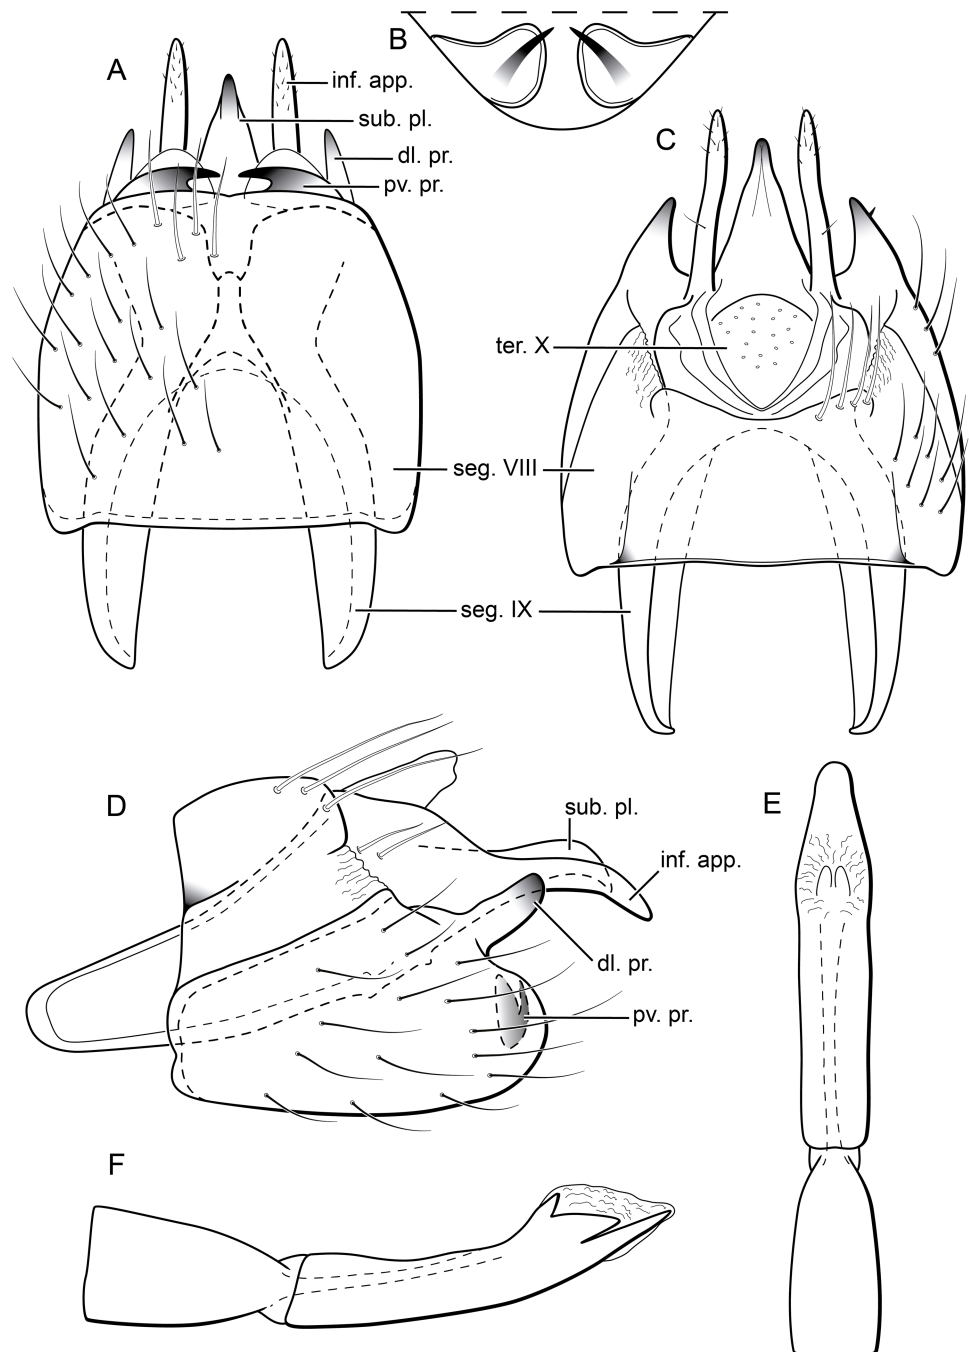 A
inf. app.
sub. pl.
dl. pr.
pv. pr.
B
C
ter. X
seg. VIII
seg. IX
D
sub. pl.
inf. app.
dl. pr.
pv. pr.
E
F